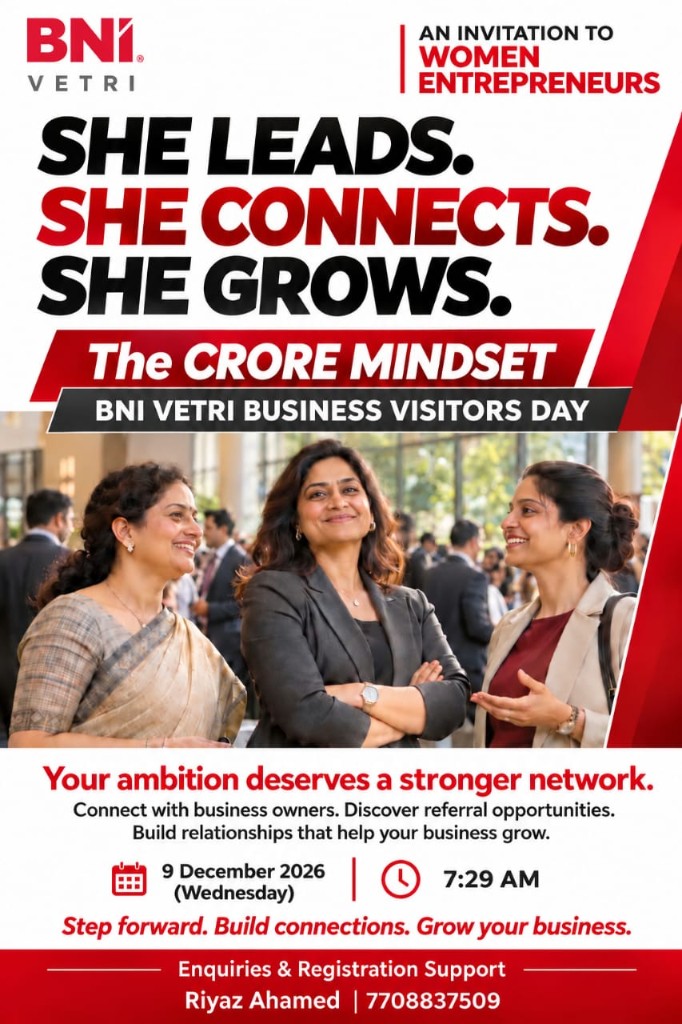 BNI®
VETRI
AN INVITATION TO
WOMEN
ENTREPRENEURS
SHE LEADS.
SHE CONNECTS.
SHE GROWS.
The CRORE MINDSET
BNI VETRI BUSINESS VISITORS DAY
Your ambition deserves a stronger network.
Connect with business owners. Discover referral opportunities.
Build relationships that help your business grow.
9 December 2026
(Wednesday)
7:29 AM
Step forward. Build connections. Grow your business.
Enquiries & Registration Support
Riyaz Ahamed | 7708837509